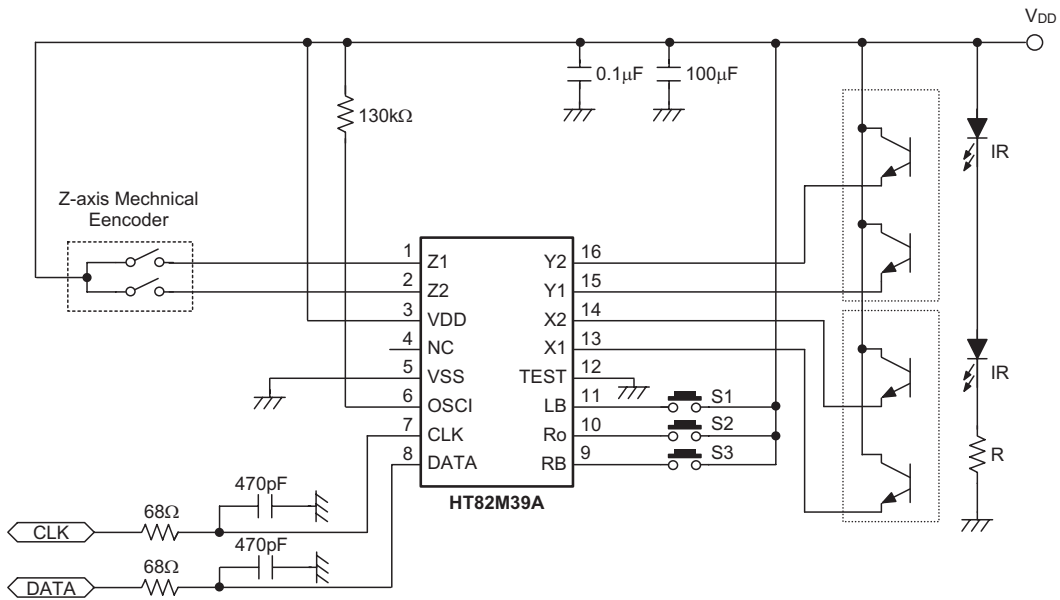 VDD
0.1μF
100μF
130kΩ
IR
Z-axis Mechnical
Eencoder
1
Z1
Y2
16
2
Z2
Y1
15
3
VDD
X2
14
4
NC
X1
13
5
VSS
TEST
12
6
OSCI
LB
11
S1
7
CLK
Ro
10
S2
8
DATA
RB
9
S3
IR
R
HT82M39A
470pF
68Ω
CLK
470pF
68Ω
DATA